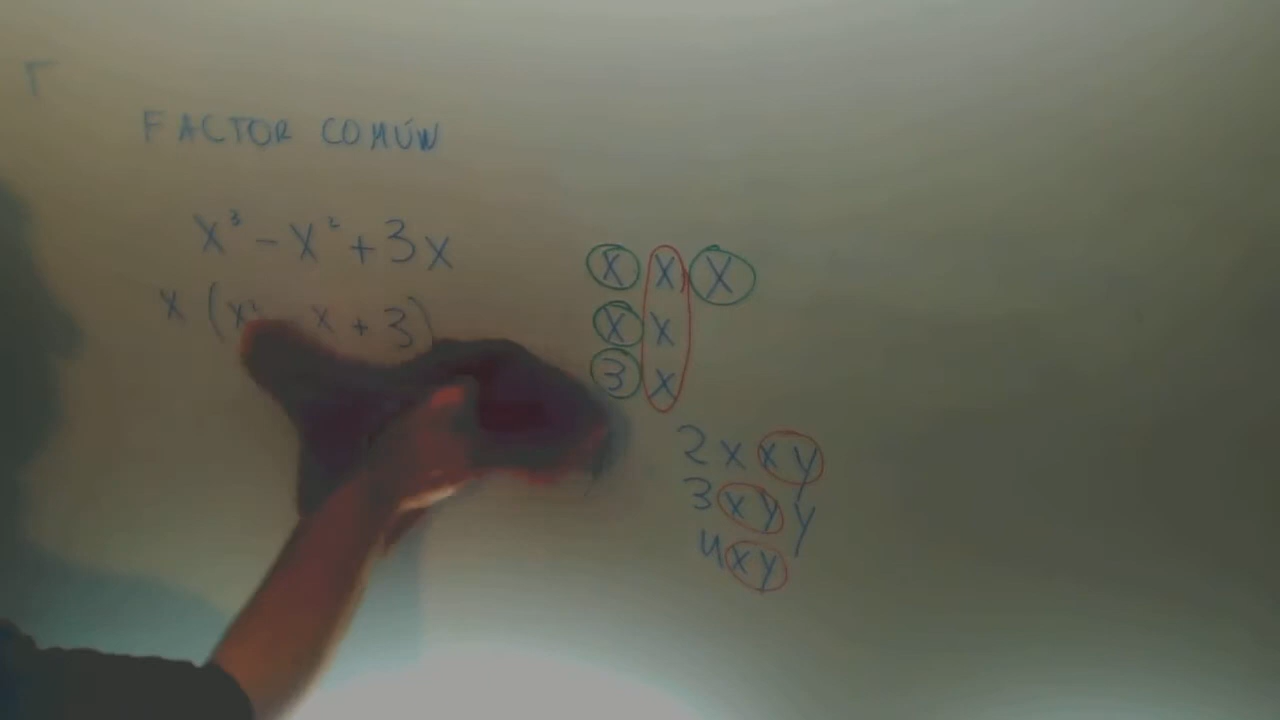 FACTOR COMÚN
x³ - x² + 3x
x (x² x + 3)
x x x
x x
3 x
2 x x y
3 x y y
4 x y